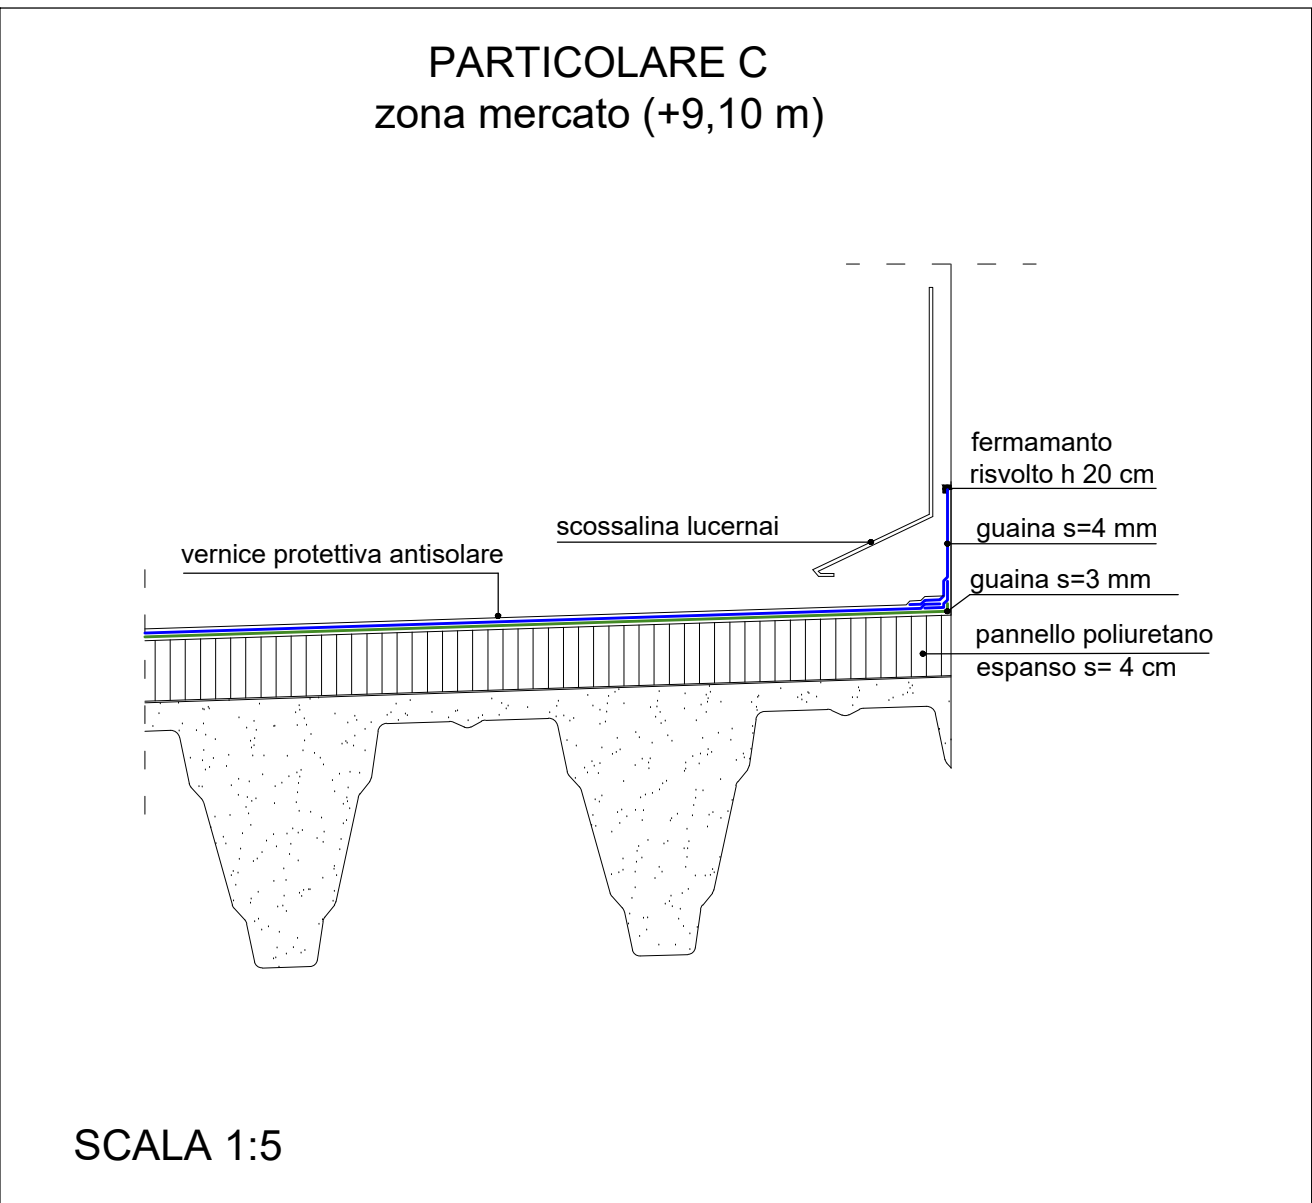 PARTICOLARE C
zona mercato (+9,10 m)
fermamanto
risvolto h 20 cm
scossalina lucernai
guaina s=4 mm
vernice protettiva antisolare
guaina s=3 mm
pannello poliuretano
espanso s= 4 cm
SCALA 1:5